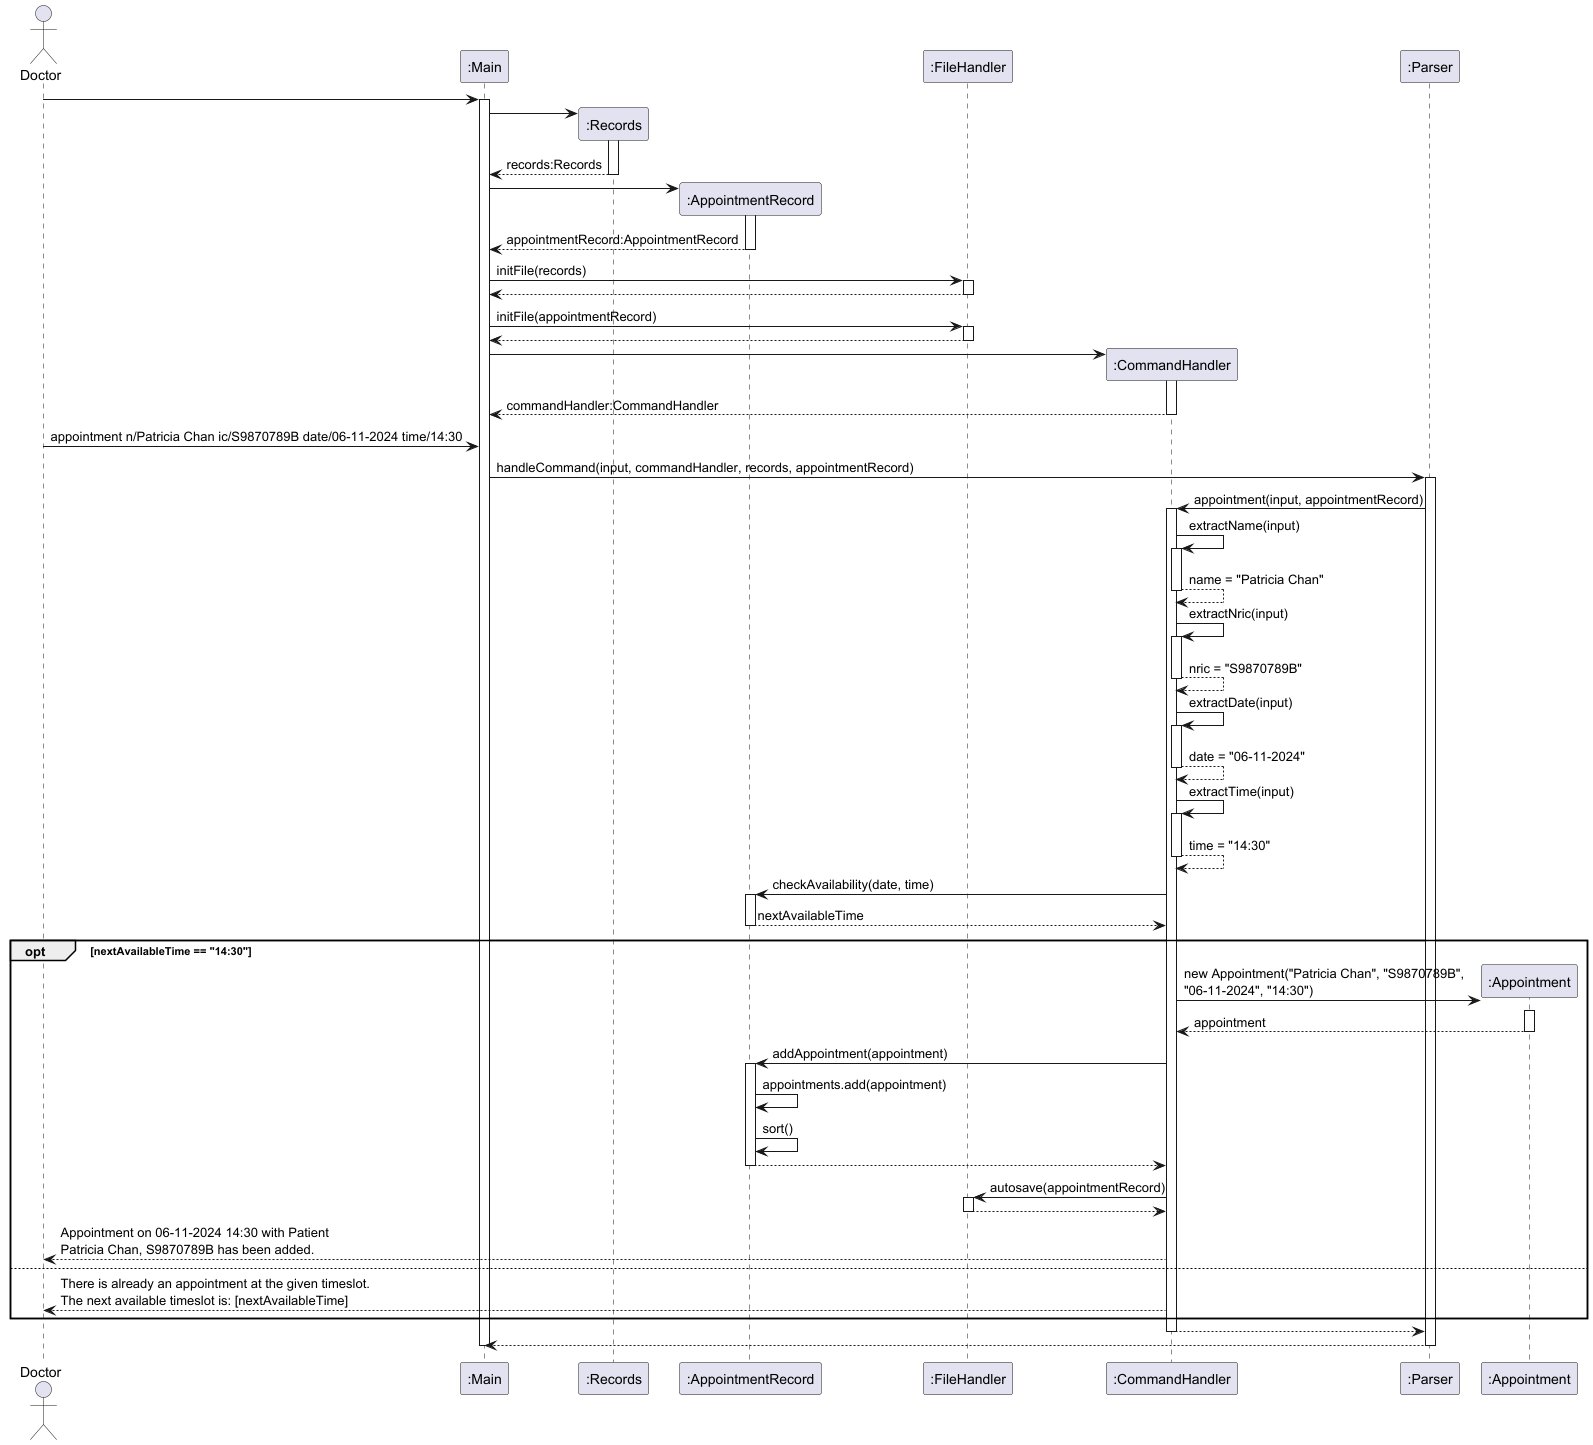 Doctor
:Main
:FileHandler
:Parser
:Records
records:Records
:AppointmentRecord
appointmentRecord:AppointmentRecord
initFile(records)
initFile(appointmentRecord)
:CommandHandler
commandHandler:CommandHandler
appointment n/Patricia Chan ic/S9870789B date/06-11-2024 time/14:30
handleCommand(input, commandHandler, records, appointmentRecord)
appointment(input, appointmentRecord)
extractName(input)
name = "Patricia Chan"
extractNric(input)
nric = "S9870789B"
extractDate(input)
date = "06-11-2024"
extractTime(input)
time = "14:30"
checkAvailability(date, time)
nextAvailableTime
opt
[nextAvailableTime == "14:30"]
new Appointment("Patricia Chan", "S9870789B",
"06-11-2024", "14:30")
:Appointment
appointment
addAppointment(appointment)
appointments.add(appointment)
sort()
autosave(appointmentRecord)
Appointment on 06-11-2024 14:30 with Patient
Patricia Chan, S9870789B has been added.
There is already an appointment at the given timeslot.
The next available timeslot is: [nextAvailableTime]
Doctor
:Main
:Records
:AppointmentRecord
:FileHandler
:CommandHandler
:Parser
:Appointment